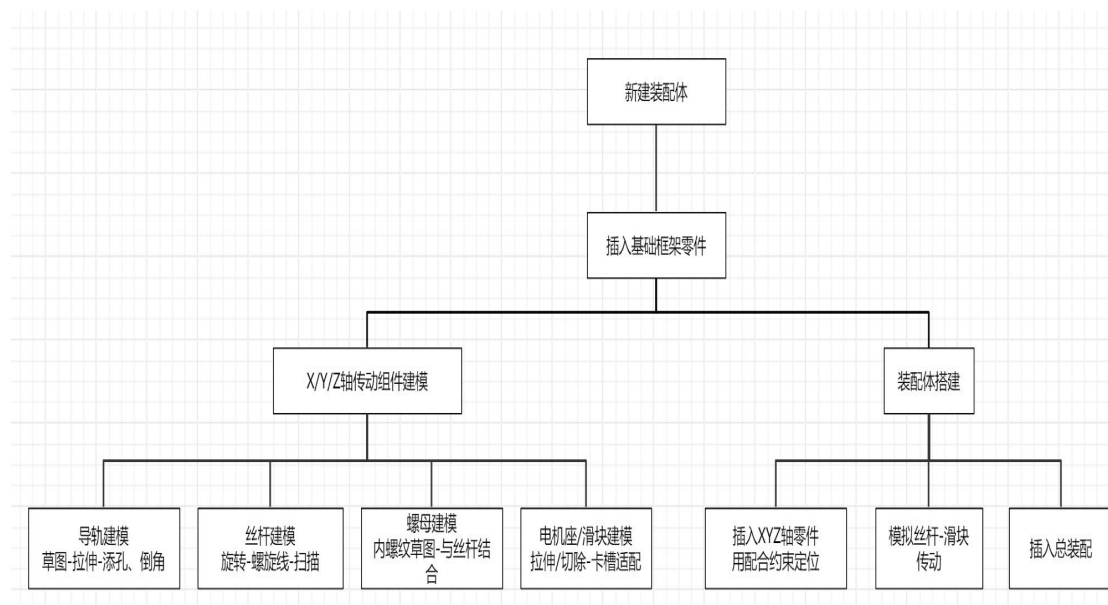 新建装配体
插入基础框架零件
X/Y/Z轴传动组件建模
装配体搭建
导轨建模
草图-拉伸-添孔、倒角
丝杆建模
旋转-螺旋线-扫描
螺母建模
内螺纹草图-与丝杆结
合
电机座/滑块建模
拉伸/切除-卡槽适配
插入XYZ轴零件
用配合约束定位
模拟丝杆-滑块
传动
插入总装配